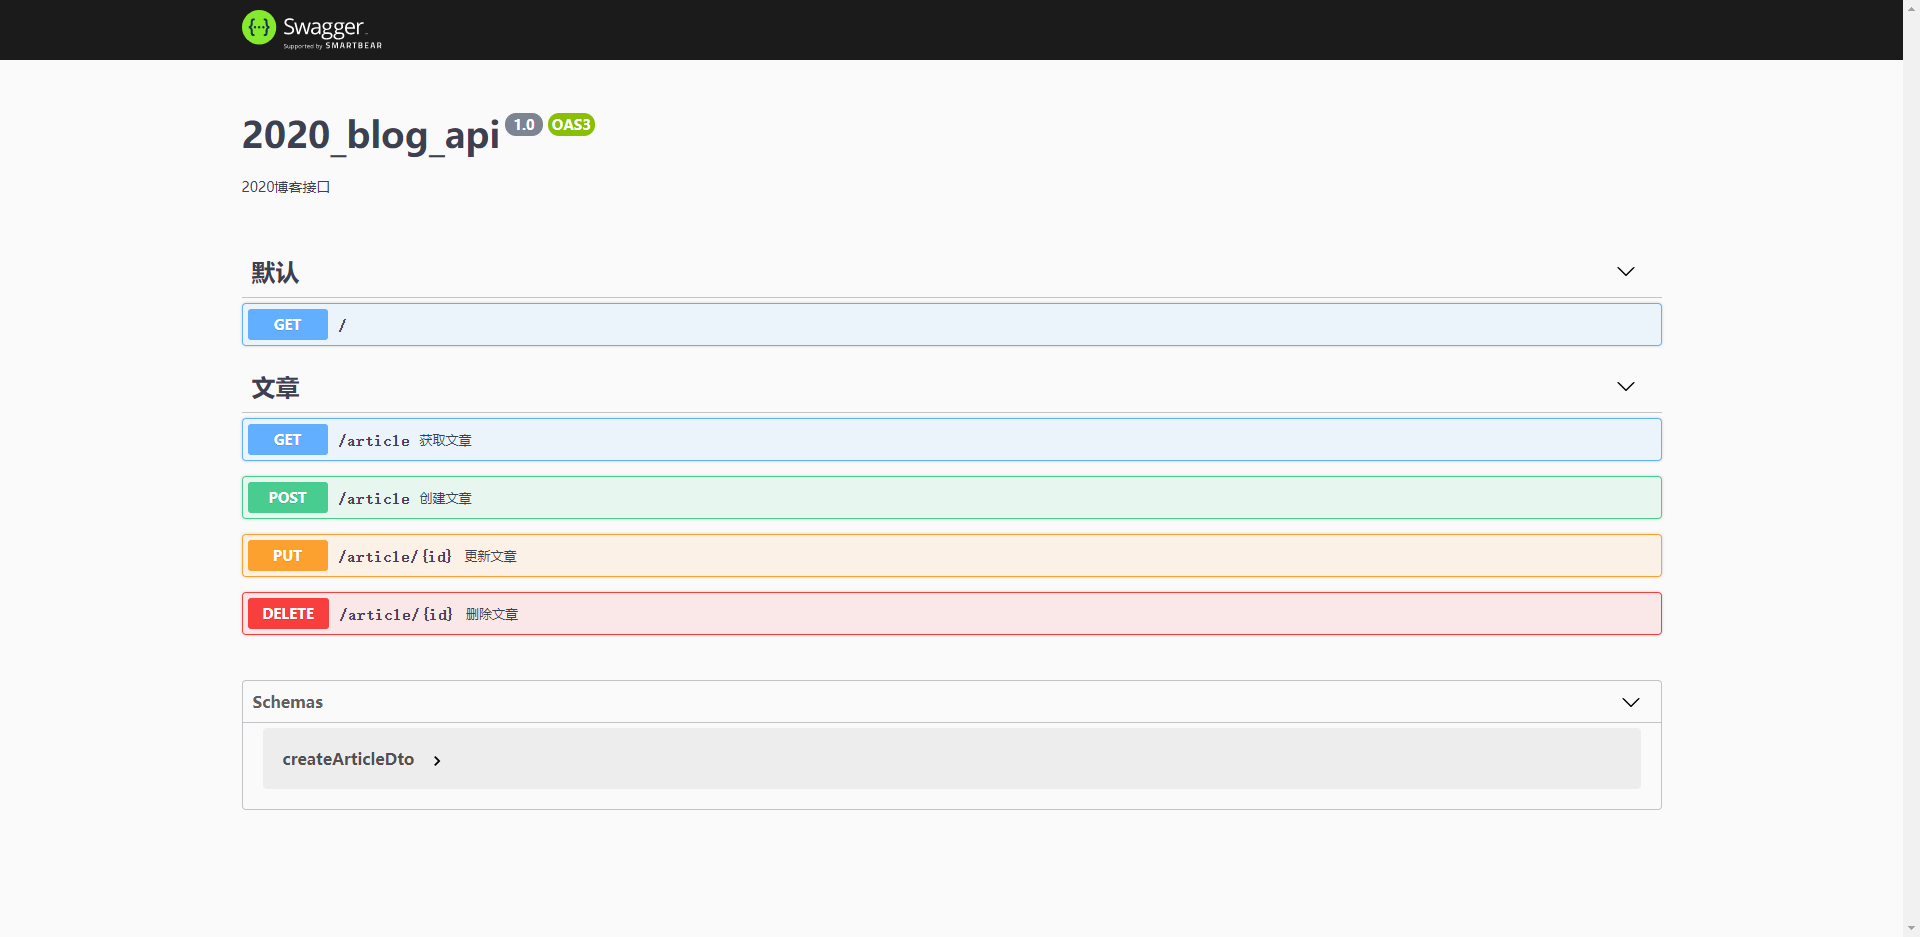 Swagger
Supported by SMARTBEAR
2020_blog_api 1.0 OAS3
2020博客接口
默认
GET /
文章
GET /article 获取文章
POST /article 创建文章
PUT /article/{id} 更新文章
DELETE /article/{id} 删除文章
Schemas
createArticleDto